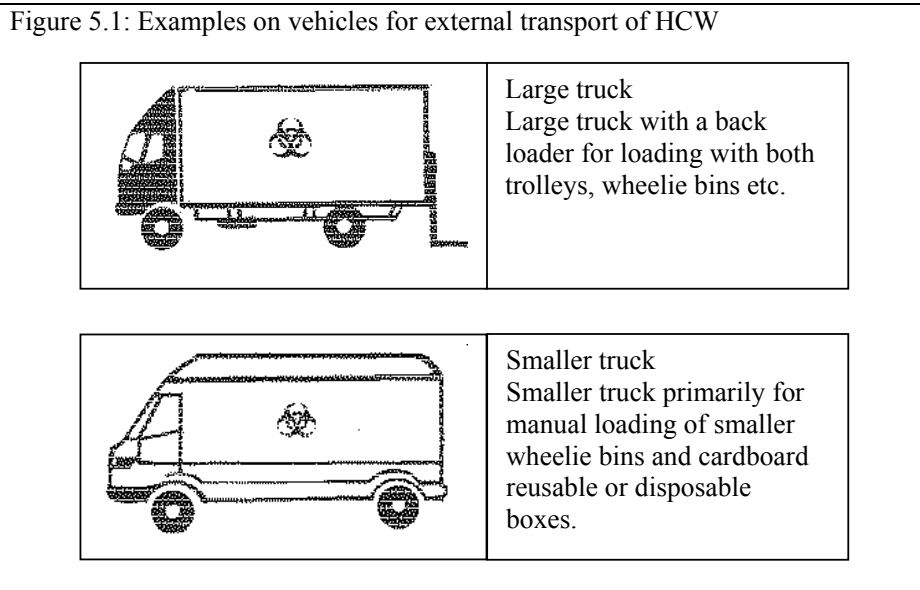 Figure 5.1: Examples on vehicles for external transport of HCW
Large truck
Large truck with a back
loader for loading with both
trolleys, wheelie bins etc.
Smaller truck
Smaller truck primarily for
manual loading of smaller
wheelie bins and cardboard
reusable or disposable
boxes.